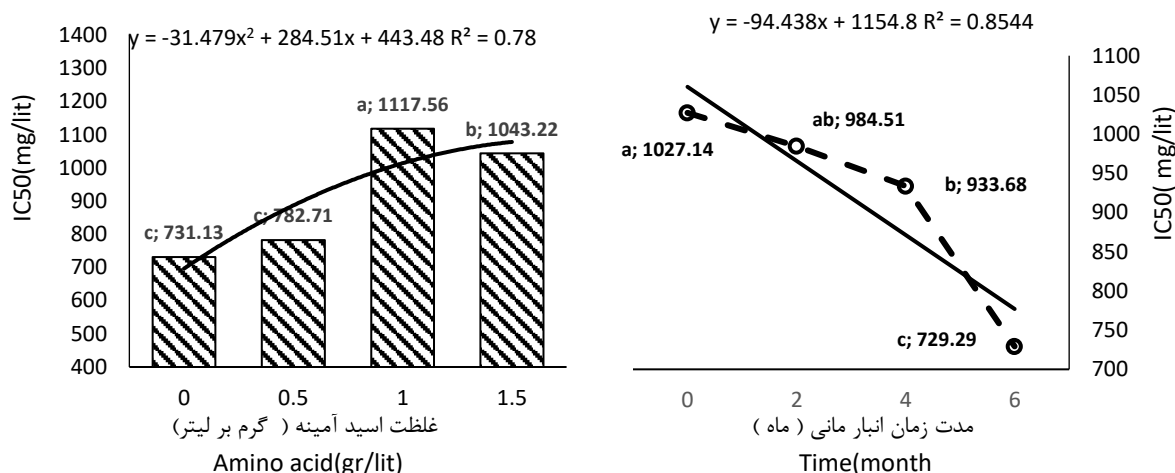 y = -31.479x² + 284.51x + 443.48 R² = 0.78
1400
1300
1200
1100
1000
900
800
700
600
500
400
IC50(mg/lit)
c; 731.13
c; 782.71
a; 1117.56
b; 1043.22
0 0.5 1 1.5
غلظت اسید آمینه ( گرم بر لیتر)
Amino acid(gr/lit)
y = -94.438x + 1154.8 R² = 0.8544
1100
1050
1000
950
900
850
800
750
700
IC50( mg/lit)
a; 1027.14
ab; 984.51
b; 933.68
c; 729.29
0 2 4 6
مدت زمان انبار مانی ( ماه )
Time(month